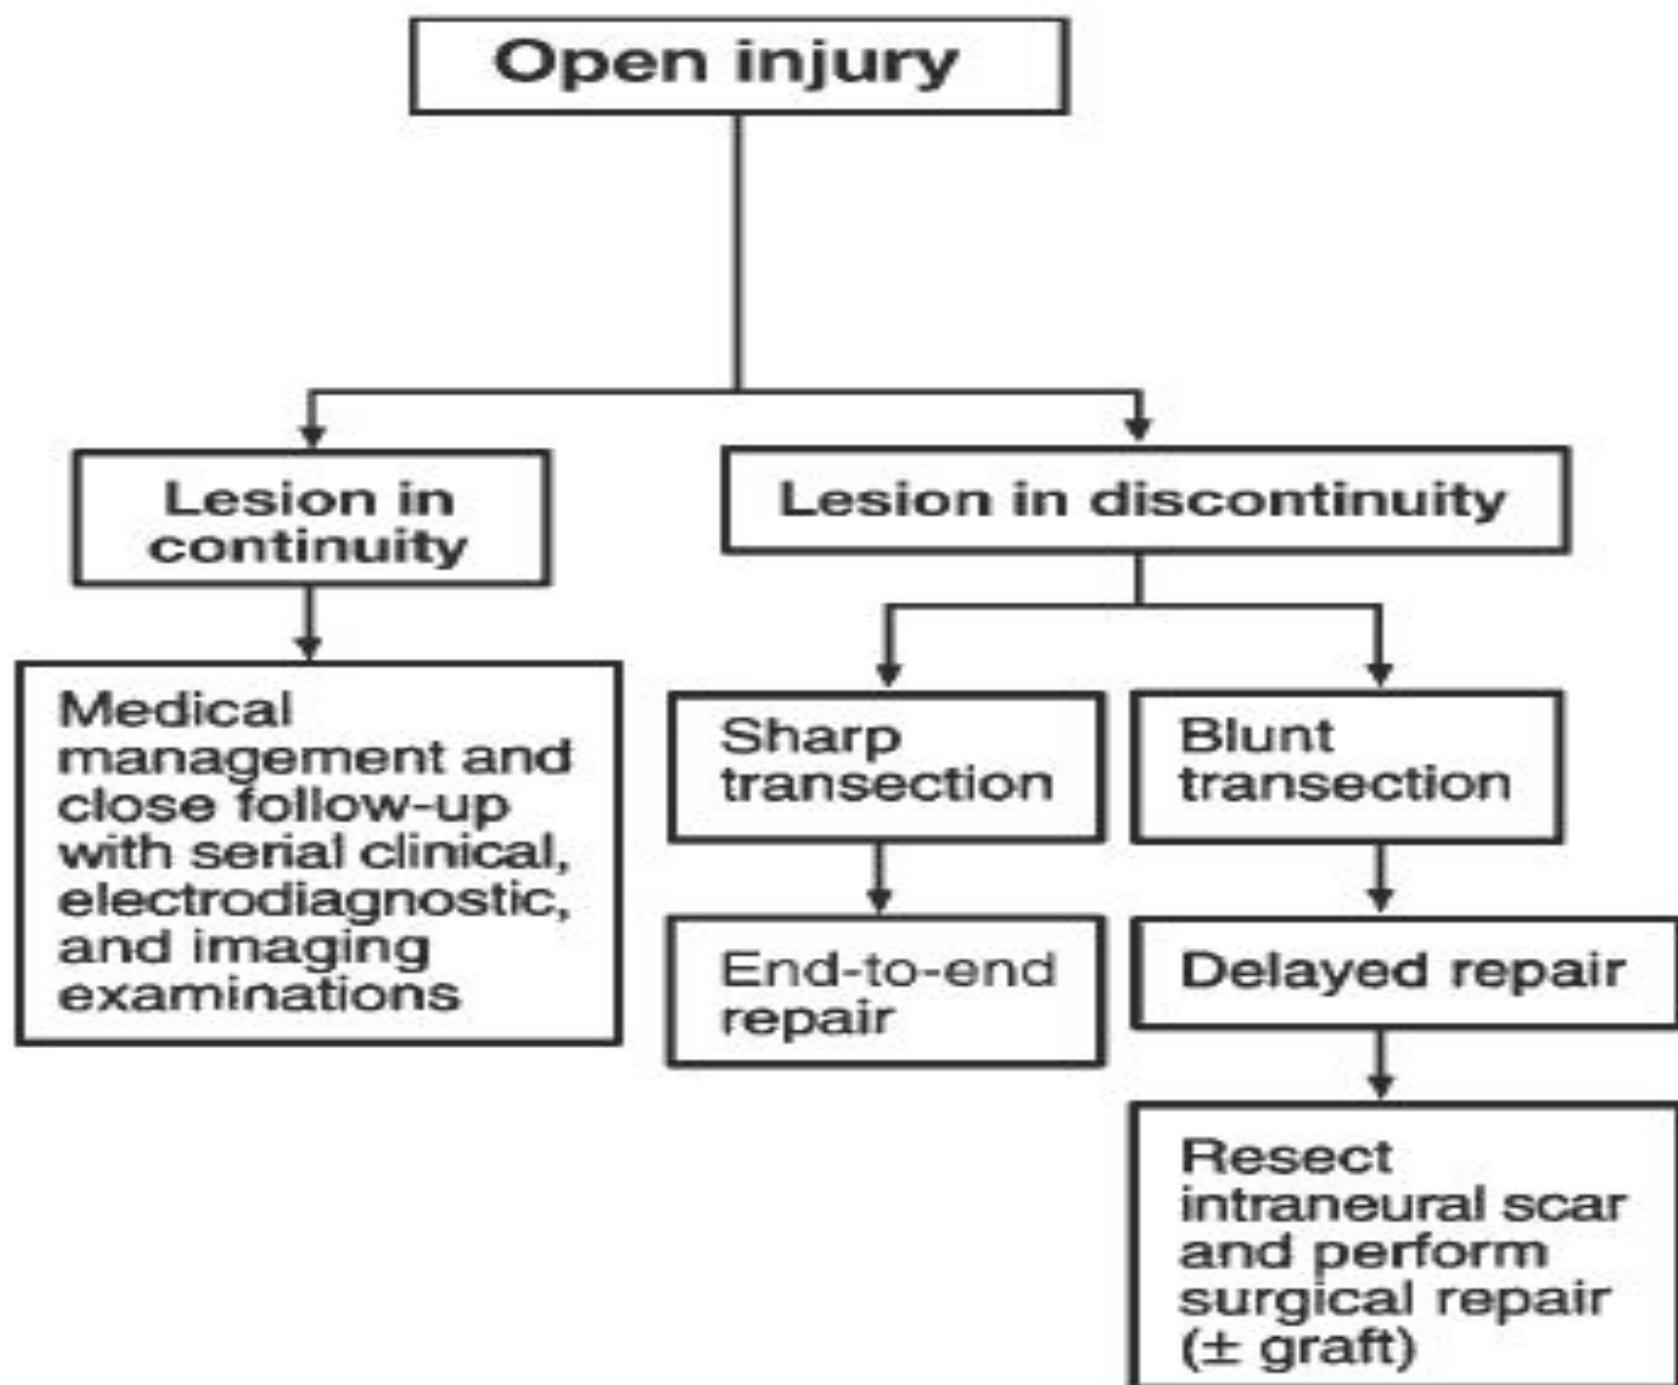 Open injury
Lesion in
continuity
Lesion in discontinuity
Medical
management and
close follow-up
with serial clinical,
electrodiagnostic,
and imaging
examinations
Sharp
transection
Blunt
transection
End-to-end
repair
Delayed repair
Resect
intraneural scar
and perform
surgical repair
(± graft)